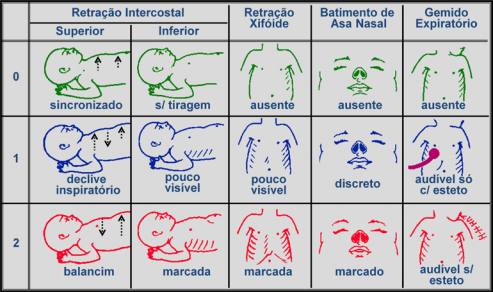 Retração Intercostal
Superior
Inferior
Retração
Xifóide
Batimento de
Asa Nasal
Gemido
Expiratório
0
sincronizado
s/ tiragem
ausente
ausente
ausente
1
declive
inspiratório
pouco
visível
pouco
visível
discreto
audível só
c/ esteto
2
balancim
marcada
marcada
marcado
UHH-H
audível s/
esteto